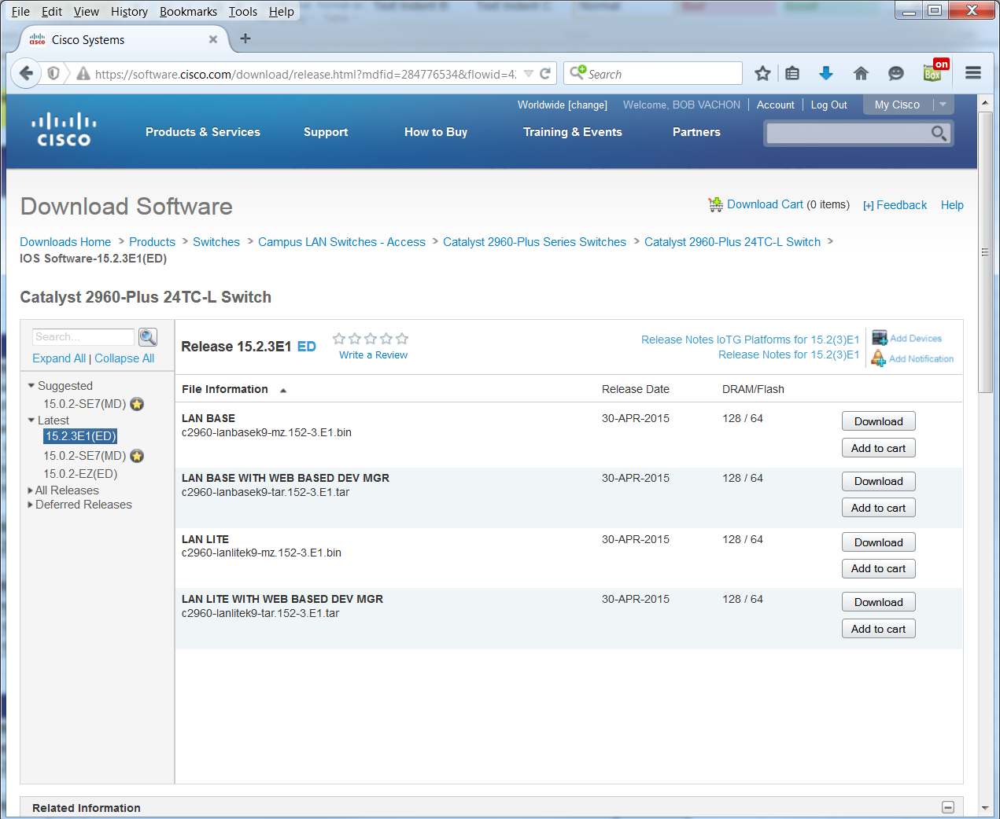 File Edit View History Bookmarks Tools Help
Cisco Systems
https://software.cisco.com/download/release.html?mdfid=284776534&flowid=4
Search
on
Box
Worldwide [change] Welcome, BOB VACHON Account Log Out My Cisco
CISCO
Products & Services Support How to Buy Training & Events Partners
Download Software
Download Cart (0 items) [+] Feedback Help
Downloads Home > Products > Switches > Campus LAN Switches - Access > Catalyst 2960-Plus Series Switches > Catalyst 2960-Plus 24TC-L Switch >
IOS Software-15.2.3E1(ED)
Catalyst 2960-Plus 24TC-L Switch
Search...
Expand All | Collapse All
Suggested
15.0.2-SE7(MD)
Latest
15.2.3E1(ED)
15.0.2-SE7(MD)
15.0.2-EZ(ED)
All Releases
Deferred Releases
Release 15.2.3E1 ED
Write a Review
Release Notes IoTG Platforms for 15.2(3)E1
Release Notes for 15.2(3)E1
Add Devices
Add Notification
File Information Release Date DRAM/Flash
LAN BASE 30-APR-2015 128 / 64 Download
c2960-lanbasek9-mz.152-3.E1.bin
Add to cart
LAN BASE WITH WEB BASED DEV MGR 30-APR-2015 128 / 64 Download
c2960-lanbasek9-tar.152-3.E1.tar
Add to cart
LAN LITE 30-APR-2015 128 / 64 Download
c2960-lanlitek9-mz.152-3.E1.bin
Add to cart
LAN LITE WITH WEB BASED DEV MGR 30-APR-2015 128 / 64 Download
c2960-lanlitek9-tar.152-3.E1.tar
Add to cart
Related Information